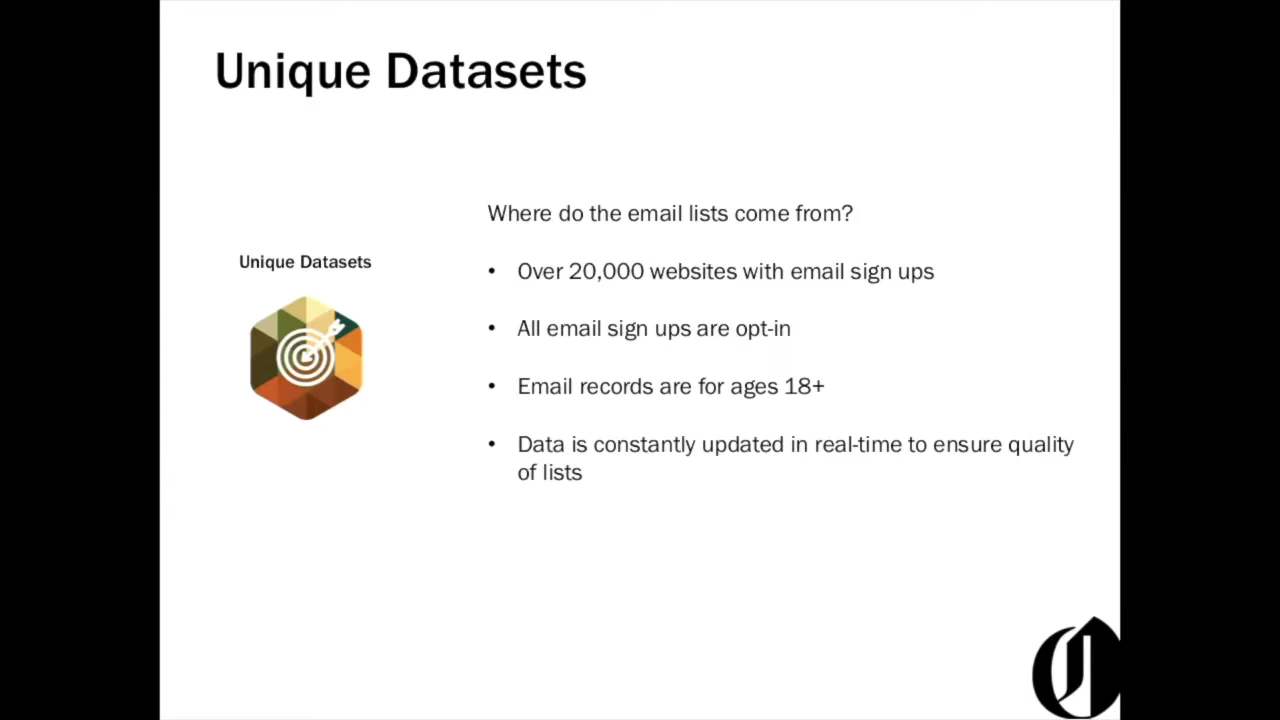 Unique Datasets
Where do the email lists come from?
Unique Datasets
• Over 20,000 websites with email sign ups
• All email sign ups are opt-in
• Email records are for ages 18+
• Data is constantly updated in real-time to ensure quality
of lists